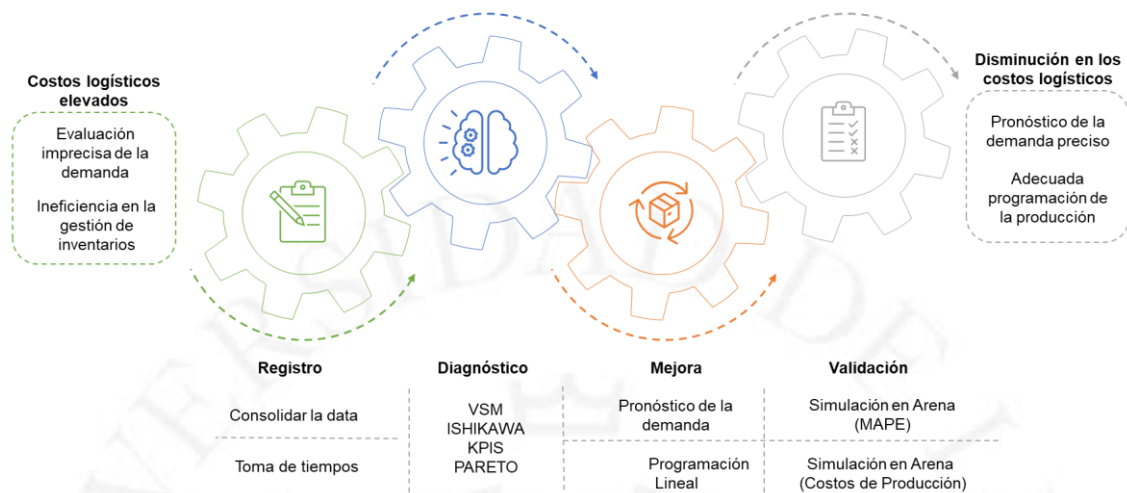 Costos logísticos
elevados
Evaluación
imprecisa de la
demanda
Ineficiencia en la
gestión de
inventarios
Disminución en los
costos logísticos
Pronóstico de la
demanda preciso
Adecuada
programación de
la producción
Registro
Diagnóstico
Mejora
Validación
Consolidar la data
Toma de tiempos
VSM
ISHIKAWA
KPIS
PARETO
Pronóstico de la
demanda
Programación
Lineal
Simulación en Arena
(MAPE)
Simulación en Arena
(Costos de Producción)
VERSIDAD DE